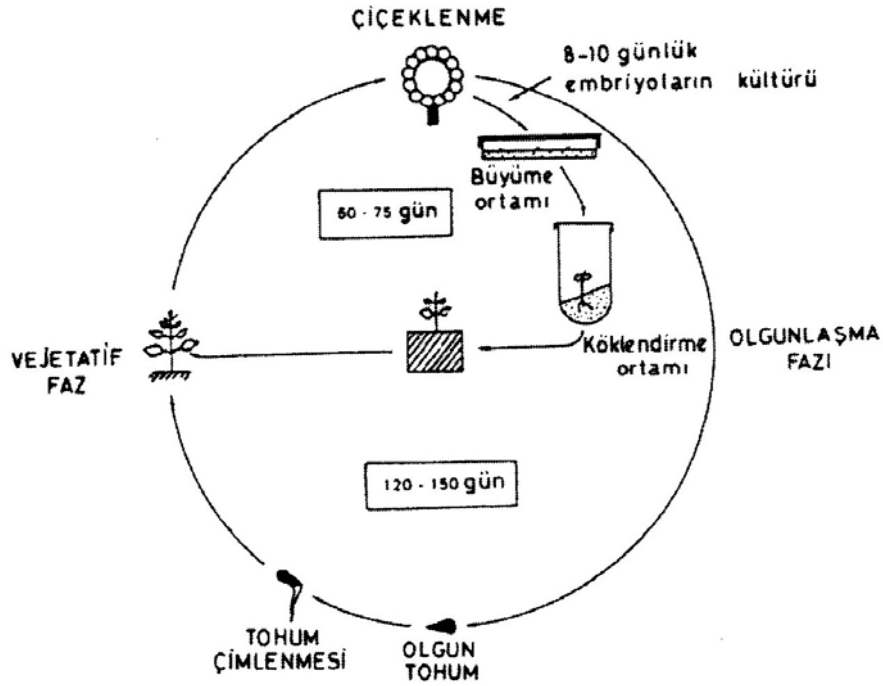 ÇİÇEKLENME
8-10 günlük
embriyoların kültürü
Büyüme
ortamı
60 - 75 gün
Köklendirme
ortamı
OLGUNLAŞMA
FAZI
VEJETATİF
FAZ
120 - 150 gün
TOHUM
ÇİMLENMESİ
OLGUN
TOHUM